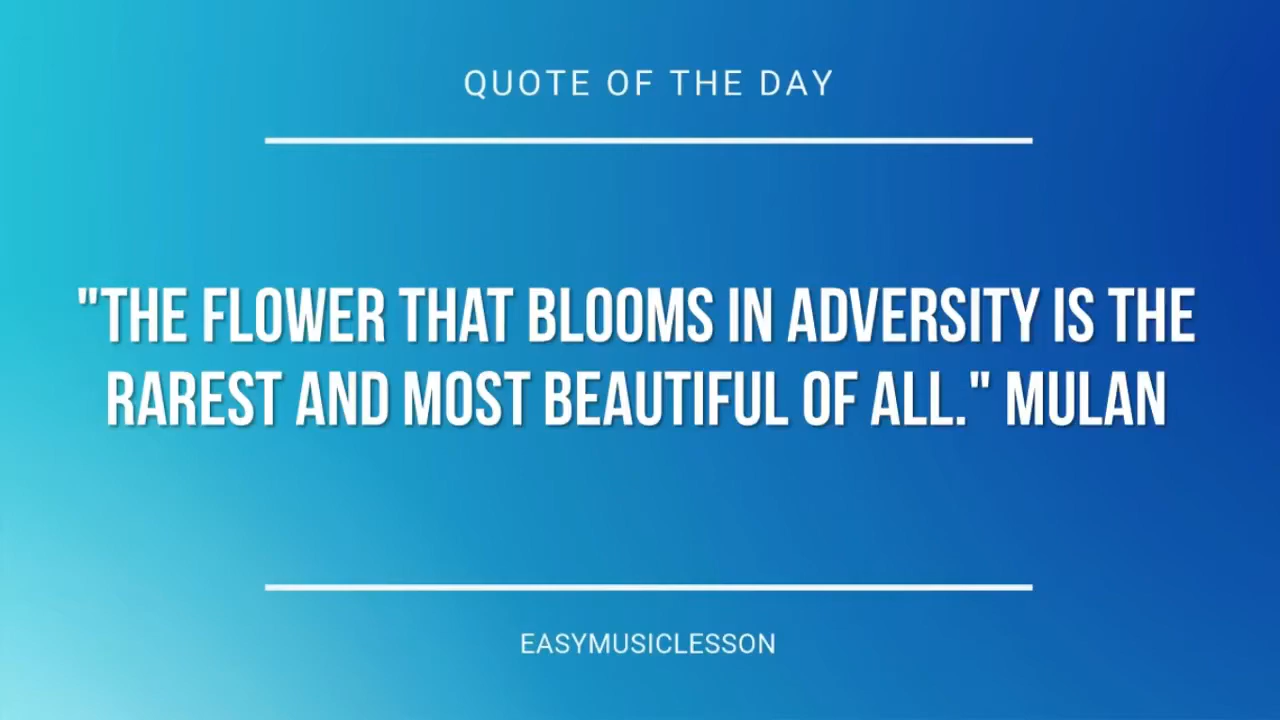 QUOTE OF THE DAY
"THE FLOWER THAT BLOOMS IN ADVERSITY IS THE
RAREST AND MOST BEAUTIFUL OF ALL." MULAN
EASYMUSICLESSON